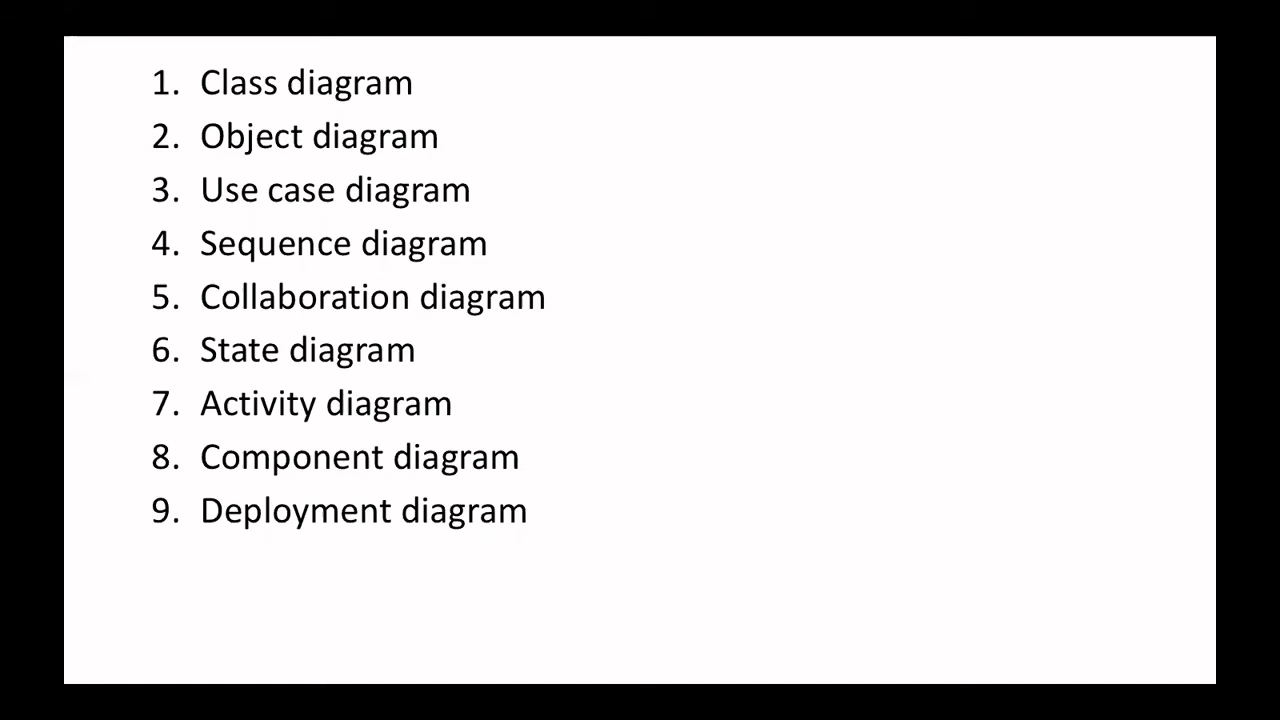 1. Class diagram
2. Object diagram
3. Use case diagram
4. Sequence diagram
5. Collaboration diagram
6. State diagram
7. Activity diagram
8. Component diagram
9. Deployment diagram